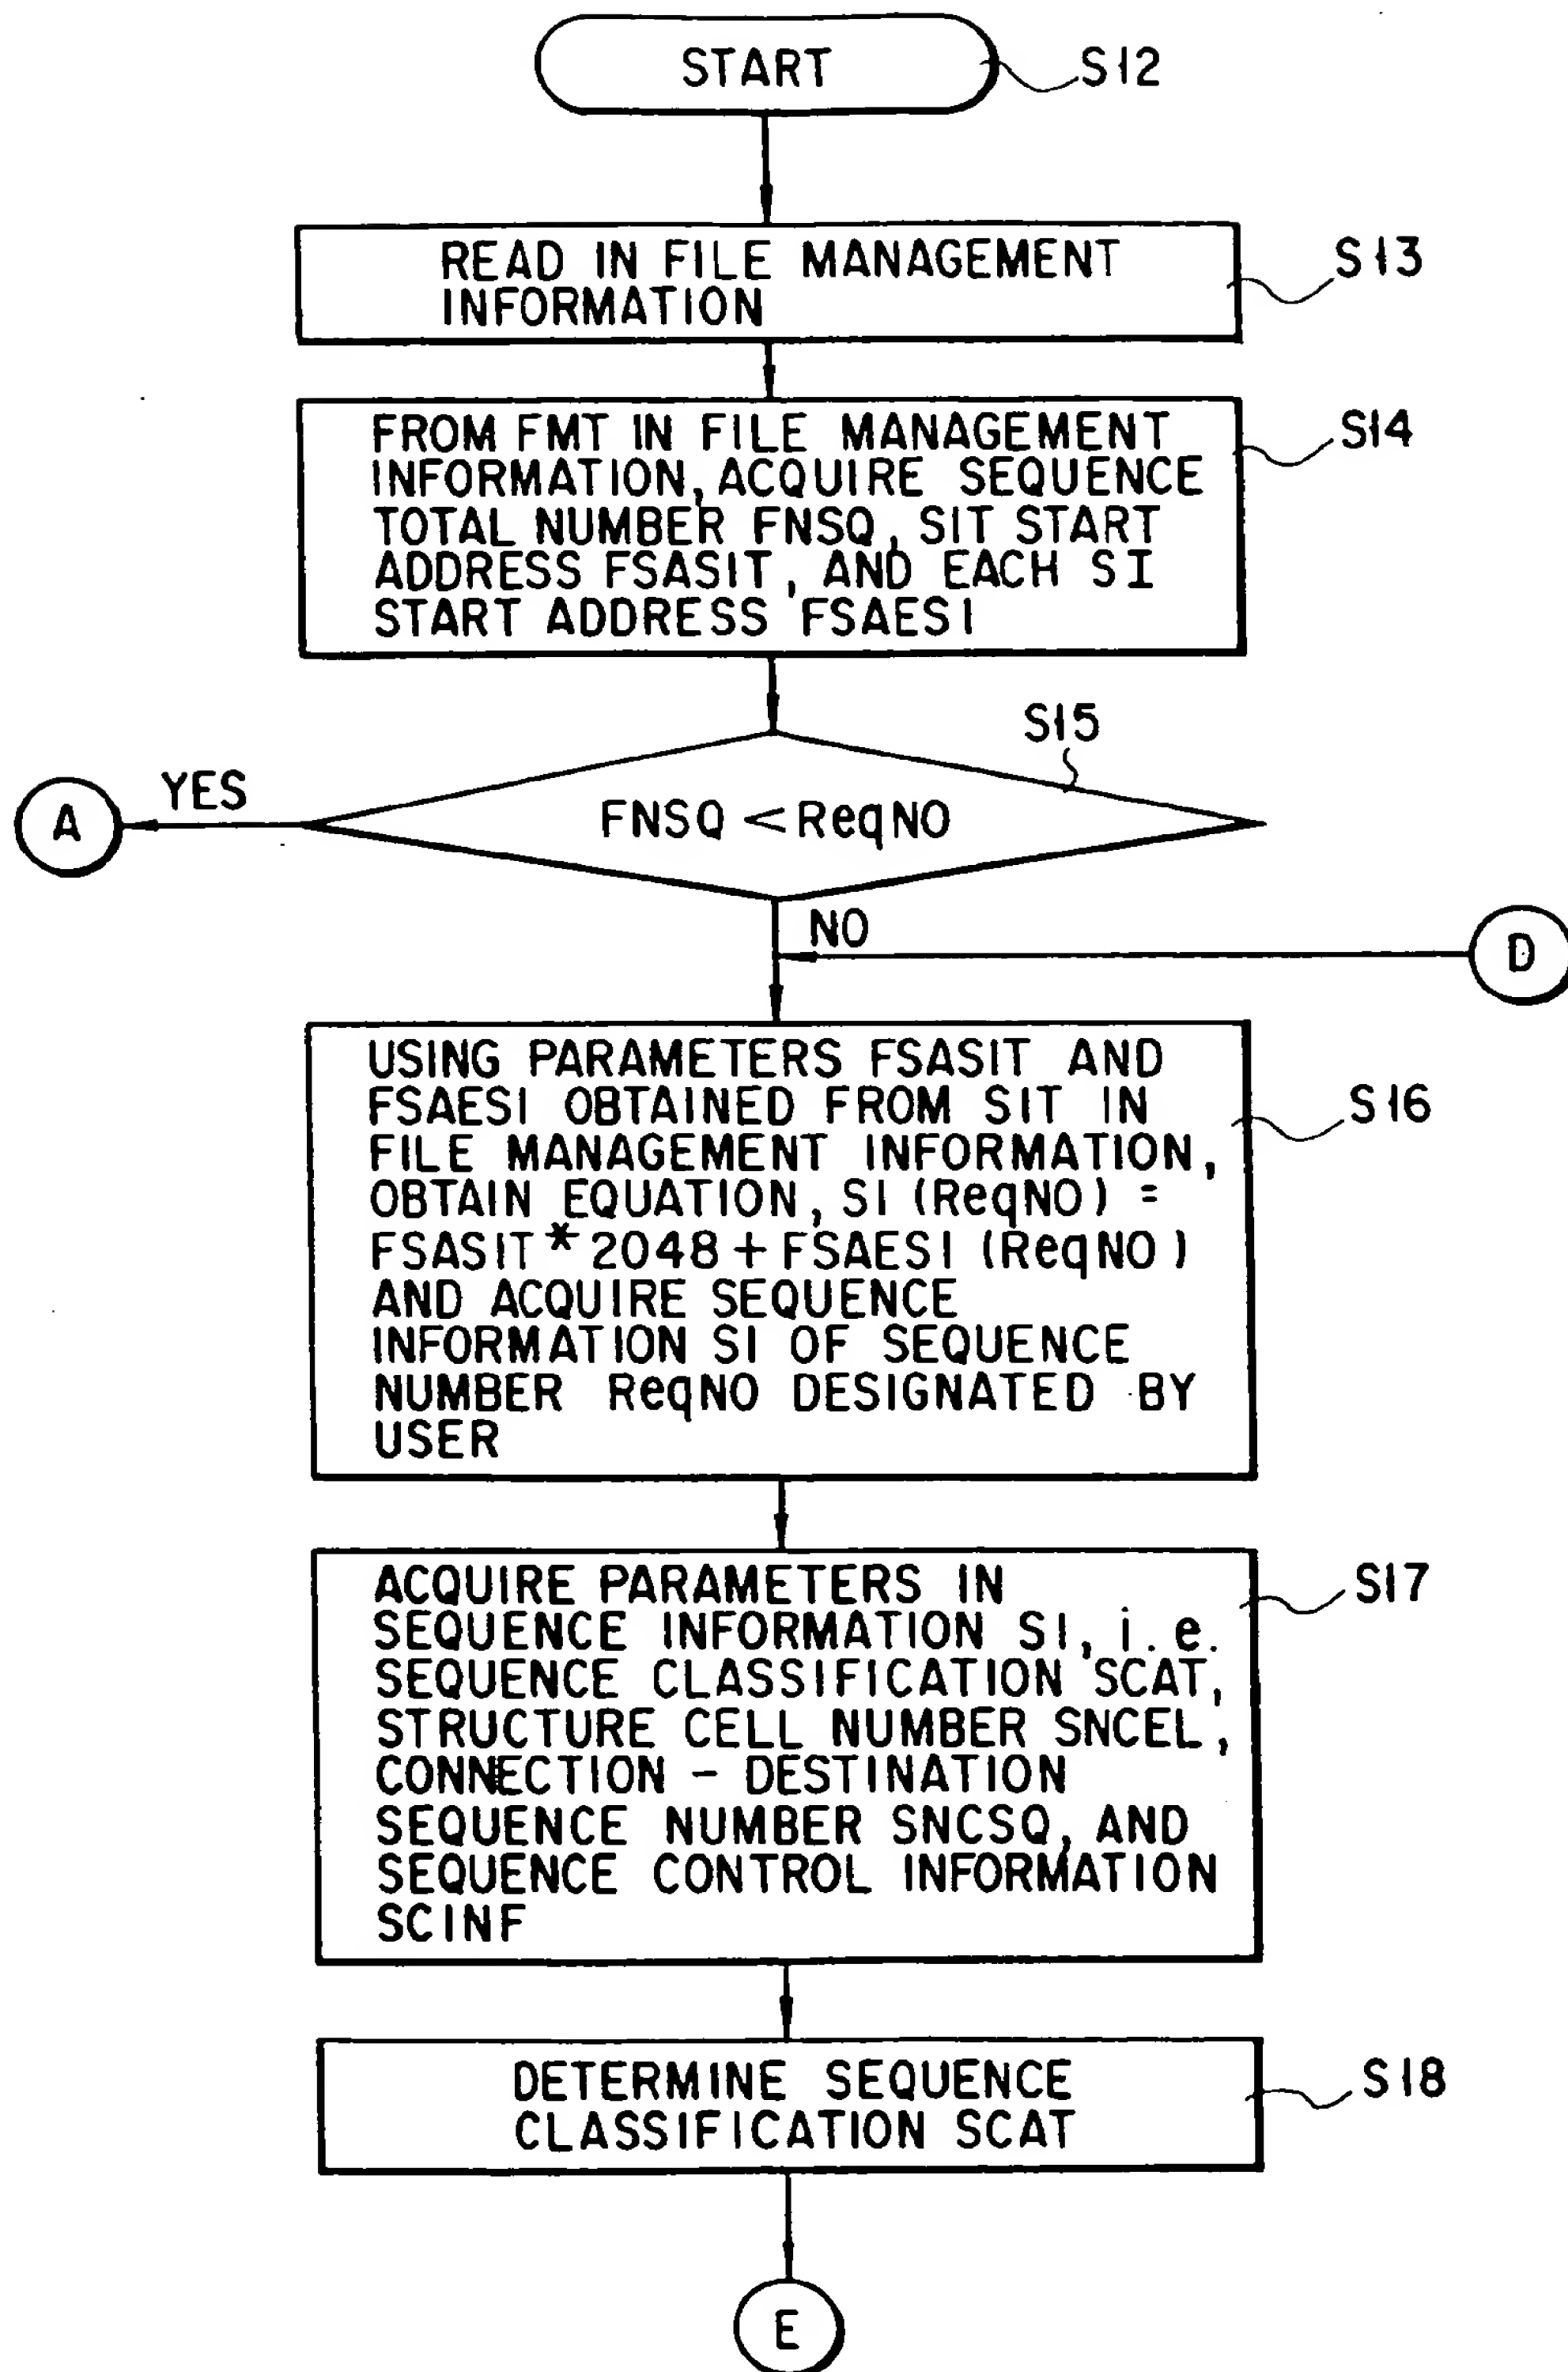 START
S12
READ IN FILE MANAGEMENT
INFORMATION
S13
FROM FMT IN FILE MANAGEMENT
INFORMATION, ACQUIRE SEQUENCE
TOTAL NUMBER FNSQ, SIT START
ADDRESS FSASIT, AND EACH SI
START ADDRESS FSAESI
S14
S15
YES
A
FNSQ < ReqNO
NO
D
USING PARAMETERS FSASIT AND
FSAESI OBTAINED FROM SIT IN
FILE MANAGEMENT INFORMATION,
OBTAIN EQUATION, SI (ReqNO) =
FSASIT * 2048 + FSAESI (ReqNO)
AND ACQUIRE SEQUENCE
INFORMATION SI OF SEQUENCE
NUMBER ReqNO DESIGNATED BY
USER
S16
ACQUIRE PARAMETERS IN
SEQUENCE INFORMATION SI, i.e.
SEQUENCE CLASSIFICATION SCAT,
STRUCTURE CELL NUMBER SNCEL,
CONNECTION - DESTINATION
SEQUENCE NUMBER SNCSQ, AND
SEQUENCE CONTROL INFORMATION
SCINF
S17
DETERMINE SEQUENCE
CLASSIFICATION SCAT
S18
E